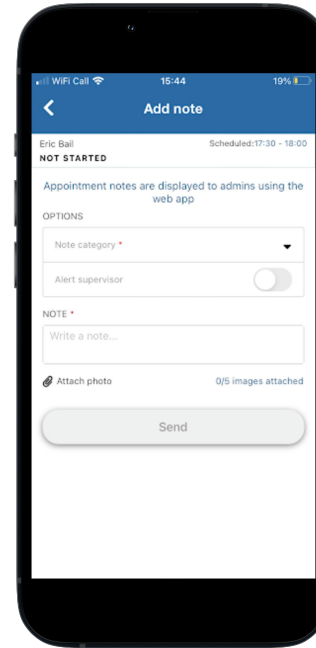 WiFi Call 15:44 19%
Add note
Eric Bail Scheduled:17:30 - 18:00
NOT STARTED
Appointment notes are displayed to admins using the
web app
OPTIONS
Note category *
Alert supervisor
NOTE *
Write a note...
Attach photo 0/5 images attached
Send